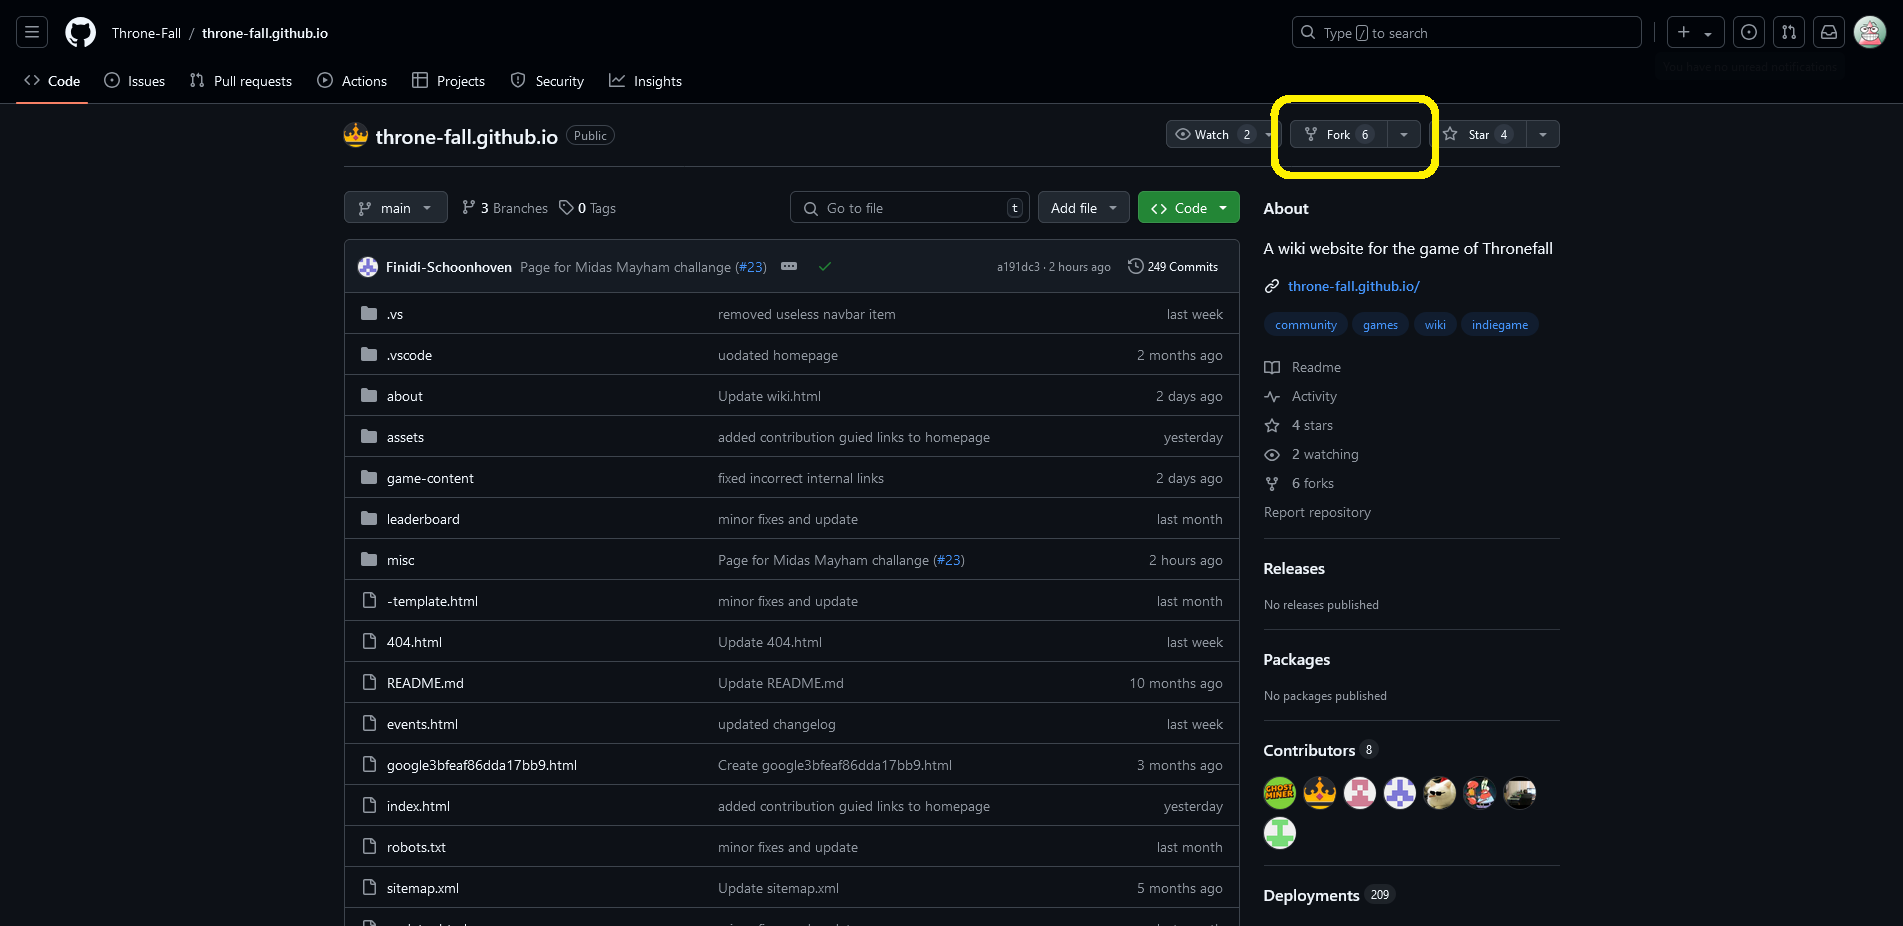 Throne-Fall / throne-fall.github.io
Type / to search
Code
Issues
Pull requests
Actions
Projects
Security
Insights
You have no unread notifications
throne-fall.github.io Public
Watch 2
Fork 6
Star 4
main
3 Branches
0 Tags
Go to file t
Add file
Code
Finidi-Schoonhoven Page for Midas Mayham challange (#23) a191dc3 · 2 hours ago 249 Commits
.vs removed useless navbar item last week
.vscode uodated homepage 2 months ago
about Update wiki.html 2 days ago
assets added contribution guied links to homepage yesterday
game-content fixed incorrect internal links 2 days ago
leaderboard minor fixes and update last month
misc Page for Midas Mayham challange (#23) 2 hours ago
-template.html minor fixes and update last month
404.html Update 404.html last week
README.md Update README.md 10 months ago
events.html updated changelog last week
google3bfeaf86dda17bb9.html Create google3bfeaf86dda17bb9.html 3 months ago
index.html added contribution guied links to homepage yesterday
robots.txt minor fixes and update last month
sitemap.xml Update sitemap.xml 5 months ago
About
A wiki website for the game of Thronefall
throne-fall.github.io/
community games wiki indiegame
Readme
Activity
4 stars
2 watching
6 forks
Report repository
Releases
No releases published
Packages
No packages published
Contributors 8
GHOST
MINER
Deployments 209